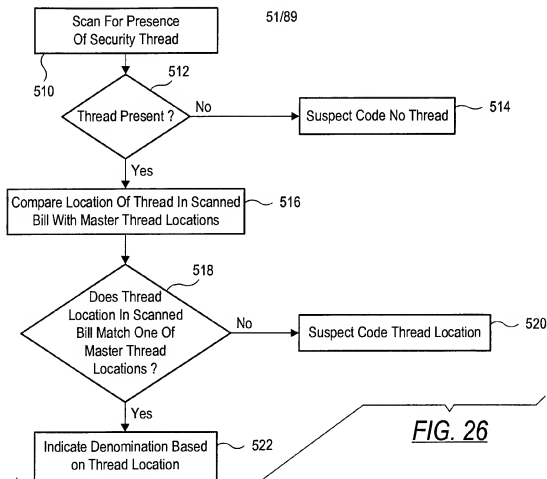 Scan For Presence
Of Security Thread
51/89
510
512
Thread Present ?
No
Suspect Code No Thread
514
Yes
Compare Location Of Thread In Scanned
Bill With Master Thread Locations
516
518
Does Thread
Location In Scanned
Bill Match One Of
Master Thread
Locations ?
No
Suspect Code Thread Location
520
Yes
Indicate Denomination Based
on Thread Location
522
FIG. 26